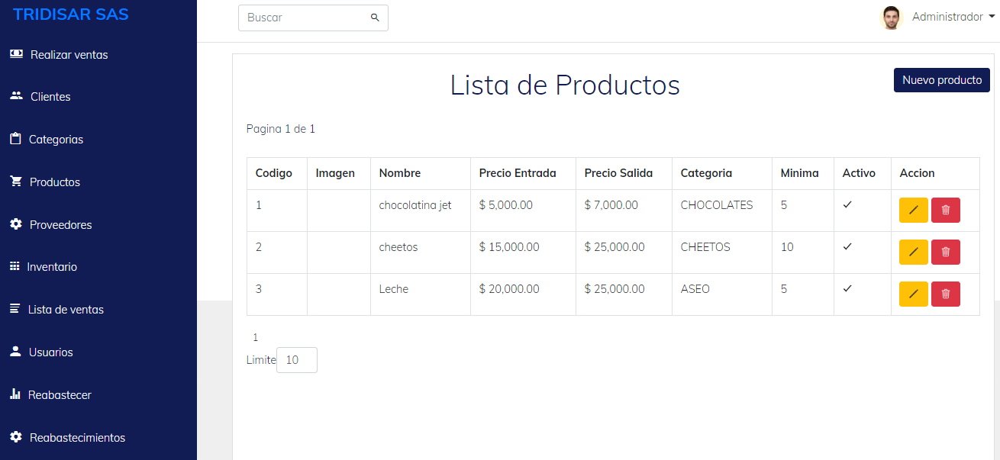 TRIDISAR SAS
Realizar ventas
Clientes
Categorias
Productos
Proveedores
Inventario
Lista de ventas
Usuarios
Reabastecer
Reabastecimientos
Buscar
Administrador
Lista de Productos
Nuevo producto
Pagina 1 de 1
Codigo Imagen Nombre Precio Entrada Precio Salida Categoria Minima Activo Accion
1 chocolatina jet $ 5,000.00 $ 7,000.00 CHOCOLATES 5
2 cheetos $ 15,000.00 $ 25,000.00 CHEETOS 10
3 Leche $ 20,000.00 $ 25,000.00 ASEO 5
1
Limite 10